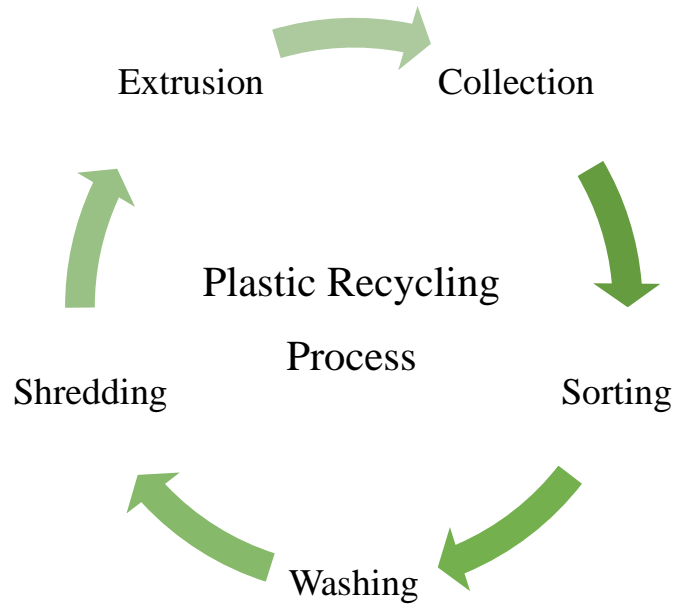 Extrusion
Collection
Plastic Recycling
Process
Shredding
Sorting
Washing